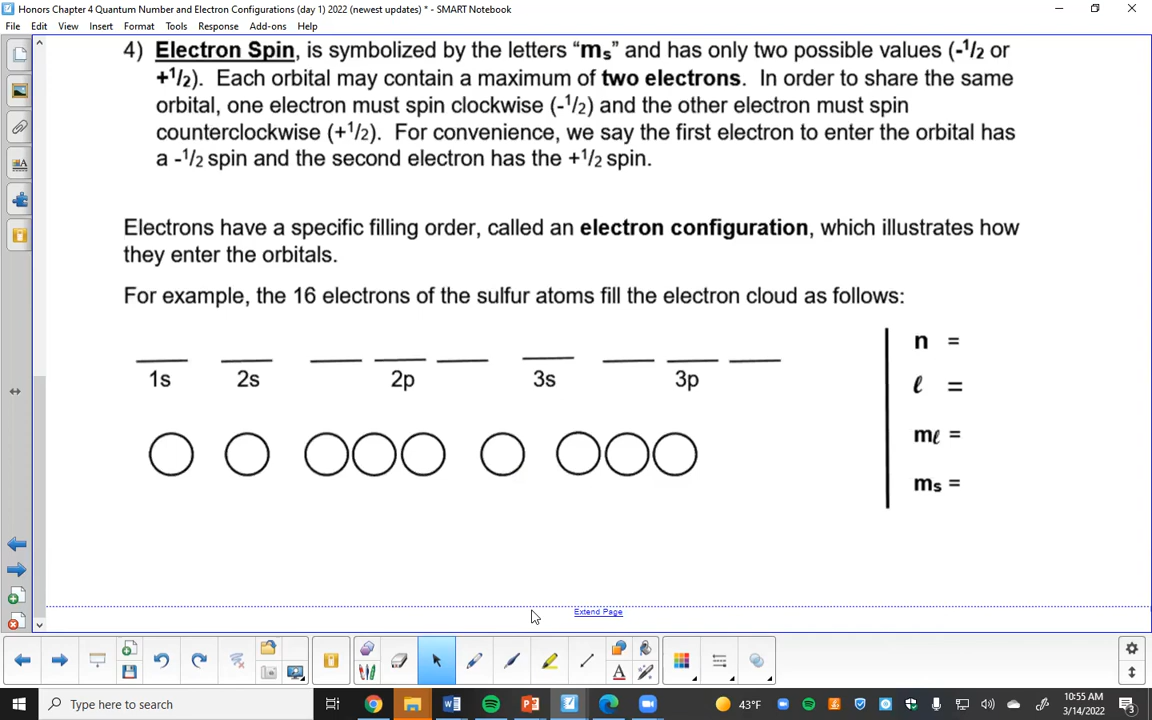 Honors Chapter 4 Quantum Number and Electron Configurations (day 1) 2022 (newest updates) * - SMART Notebook
File Edit View Insert Format Tools Response Add-ons Help
4) Electron Spin, is symbolized by the letters “ms” and has only two possible values (-1/2 or
+1/2). Each orbital may contain a maximum of two electrons. In order to share the same
orbital, one electron must spin clockwise (-1/2) and the other electron must spin
counterclockwise (+1/2). For convenience, we say the first electron to enter the orbital has
a -1/2 spin and the second electron has the +1/2 spin.
Electrons have a specific filling order, called an electron configuration, which illustrates how
they enter the orbitals.
For example, the 16 electrons of the sulfur atoms fill the electron cloud as follows:
1s 2s 2p 3s 3p
n =
ℓ =
mℓ =
ms =
Extend Page
Type here to search
43°F
10:55 AM
3/14/2022
3